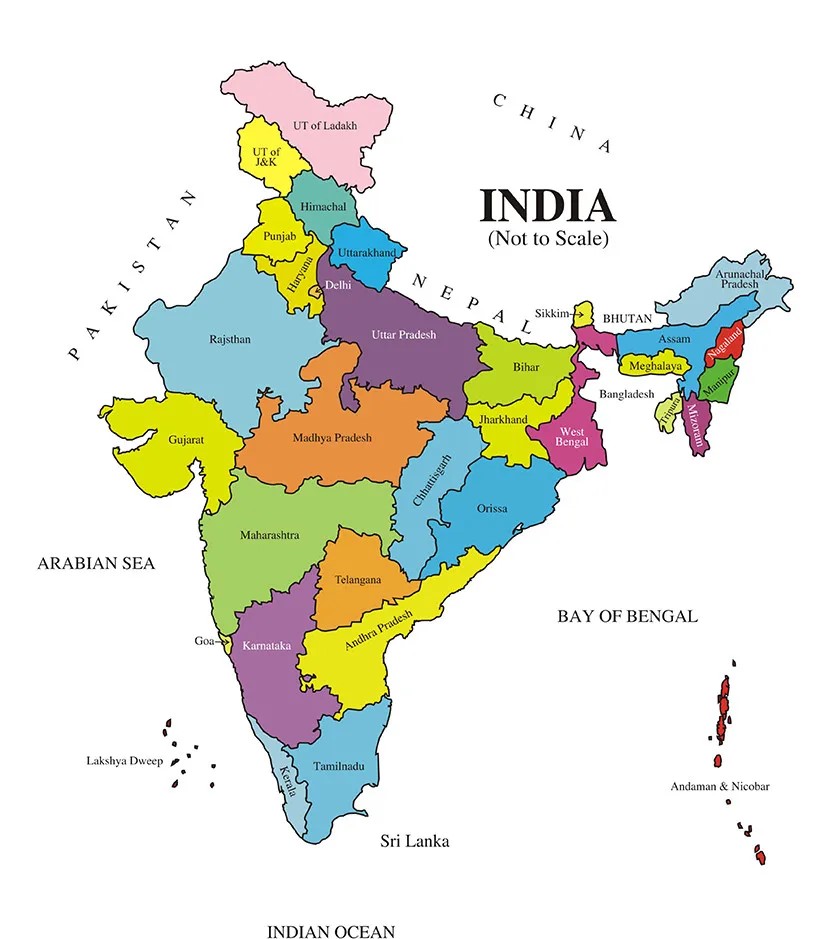 CHINA
UT of Ladakh
UT of
J&K
PAKISTAN
Himachal
INDIA
(Not to Scale)
Punjab
Uttarakhand
Haryana
Delhi
NEPAL
Arunachal
Pradesh
Sikkim
BHUTAN
Rajsthan
Uttar Pradesh
Assam
Nagaland
Bihar
Meghalaya
Manipur
Bangladesh
Tripura
Mizoram
Jharkhand
Gujarat
Madhya Pradesh
West
Bengal
Chhattisgarh
Orissa
Maharashtra
ARABIAN SEA
Telangana
BAY OF BENGAL
Andhra Pradesh
Goa
Karnataka
Lakshya Dweep
Kerala
Tamilnadu
Andaman & Nicobar
Sri Lanka
INDIAN OCEAN